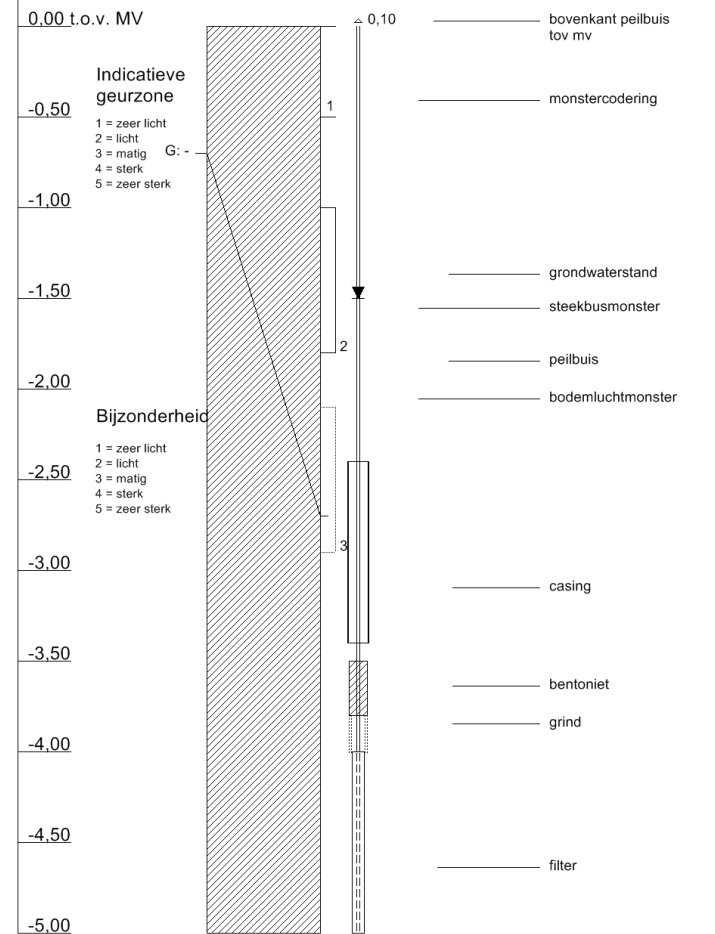 0,00 t.o.v. MV
0,10
bovenkant peilbuis
tov mv
Indicatieve
geurzone
1 = zeer licht
2 = licht
3 = matig
4 = sterk
5 = zeer sterk
G: -
-0,50
1
monstercodering
-1,00
grondwaterstand
-1,50
steekbusmonster
2
peilbuis
-2,00
bodemluchtmonster
Bijzonderheid
1 = zeer licht
2 = licht
3 = matig
4 = sterk
5 = zeer sterk
-2,50
3
-3,00
casing
-3,50
bentoniet
grind
-4,00
-4,50
filter
-5,00